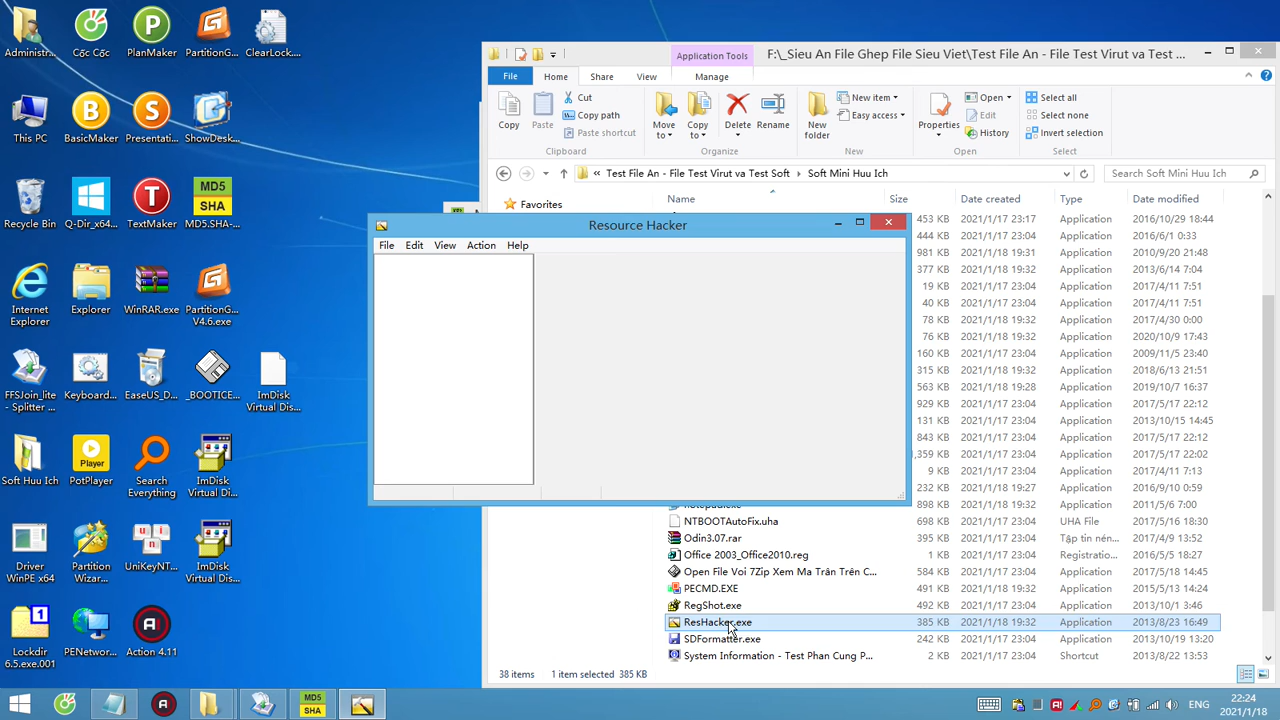 Administr...
Cốc Cốc
PlanMaker
PartitionG...
ClearLock....
This PC
BasicMaker
Presentati...
ShowDesk...
Recycle Bin
Q-Dir_x64...
TextMaker
MD5
SHA
MD5.SHA-...
Internet
Explorer
Explorer
WinRAR.exe
PartitionG...
V4.6.exe
FFSJoin_lite
- Splitter ...
Keyboard...
EaseUS_D...
_BOOTICE...
ImDisk
Virtual Dis...
Soft Huu Ich
Player
PotPlayer
Search
Everything
ImDisk
Virtual Di...
Driver
WinPE x64
Partition
Wizar...
UniKeyNT...
ImDisk
Virtual Di...
Lockdir
6.5.exe.001
PENetwor...
Action 4.11
Application Tools
F:\_Sieu An File Ghep File Sieu Viet\Test File An - File Test Virut va Test ...
File
Home
Share
View
Manage
Copy
Paste
Cut
Copy path
Paste shortcut
Clipboard
Move
to
Copy
to
Delete
Rename
Organize
New
folder
New item
Easy access
New
Properties
Open
Edit
History
Open
Select all
Select none
Invert selection
Select
« Test File An - File Test Virut va Test Soft
Soft Mini Huu Ich
Search Soft Mini Huu Ich
Favorites
Name
Size
Date created
Type
Date modified
453 KB 2021/1/17 23:17 Application 2016/10/29 18:44
444 KB 2021/1/17 23:04 Application 2016/6/1 0:33
981 KB 2021/1/18 19:31 Application 2010/9/20 21:48
377 KB 2021/1/18 19:32 Application 2013/6/14 7:04
19 KB 2021/1/17 23:04 Application 2017/4/11 7:51
40 KB 2021/1/17 23:04 Application 2017/4/11 7:51
78 KB 2021/1/18 19:32 Application 2017/4/30 0:00
76 KB 2021/1/18 19:32 Application 2020/10/9 17:43
160 KB 2021/1/17 23:04 Application 2009/11/5 23:40
315 KB 2021/1/18 19:32 Application 2018/6/13 21:51
563 KB 2021/1/18 19:28 Application 2019/10/7 16:37
929 KB 2021/1/17 23:04 Application 2017/5/17 22:12
131 KB 2021/1/17 23:04 Application 2013/10/15 14:45
843 KB 2021/1/17 23:04 Application 2017/5/17 22:12
,359 KB 2021/1/17 23:04 Application 2017/5/17 22:12
9 KB 2021/1/17 23:04 Application 2017/4/11 7:13
232 KB 2021/1/18 19:27 Application 2016/9/10 0:59
notepad.exe 698 KB 2021/1/17 23:04 Application 2015/5/6 7:00
NTBOOTAutoFix.uha 898 KB 2021/1/17 23:04 UHA File 2017/5/16 18:30
Odin3.07.rar 395 KB 2021/1/17 23:04 Tập tin nén... 2017/4/9 13:52
Office 2003_Office2010.reg 1 KB 2021/1/17 23:04 Registratio... 2016/5/5 18:27
Open File Voi 7Zip Xem Ma Trân Trên C... 584 KB 2021/1/17 23:04 Application 2017/5/18 14:45
PECMD.EXE 491 KB 2021/1/18 19:32 Application 2013/5/15 14:24
RegShot.exe 492 KB 2021/1/17 23:04 Application 2013/10/1 3:46
ResHacker.exe 385 KB 2021/1/18 19:32 Application 2013/8/23 16:49
SDFormatter.exe 242 KB 2021/1/17 23:04 Application 2013/10/19 13:20
System Information - Test Phan Cung P... 2 KB 2021/1/17 23:04 Shortcut 2013/8/22 13:53
38 items 1 item selected 385 KB
Resource Hacker
File Edit View Action Help
MD5
SHA
ENG
22:24
2021/1/18